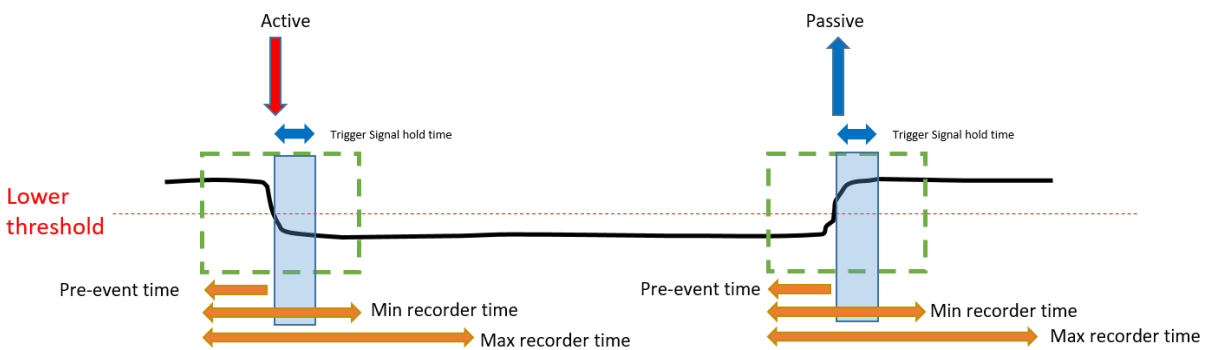 Active
Passive
Trigger Signal hold time
Trigger Signal hold time
Lower
threshold
Pre-event time
Pre-event time
Min recorder time
Min recorder time
Max recorder time
Max recorder time